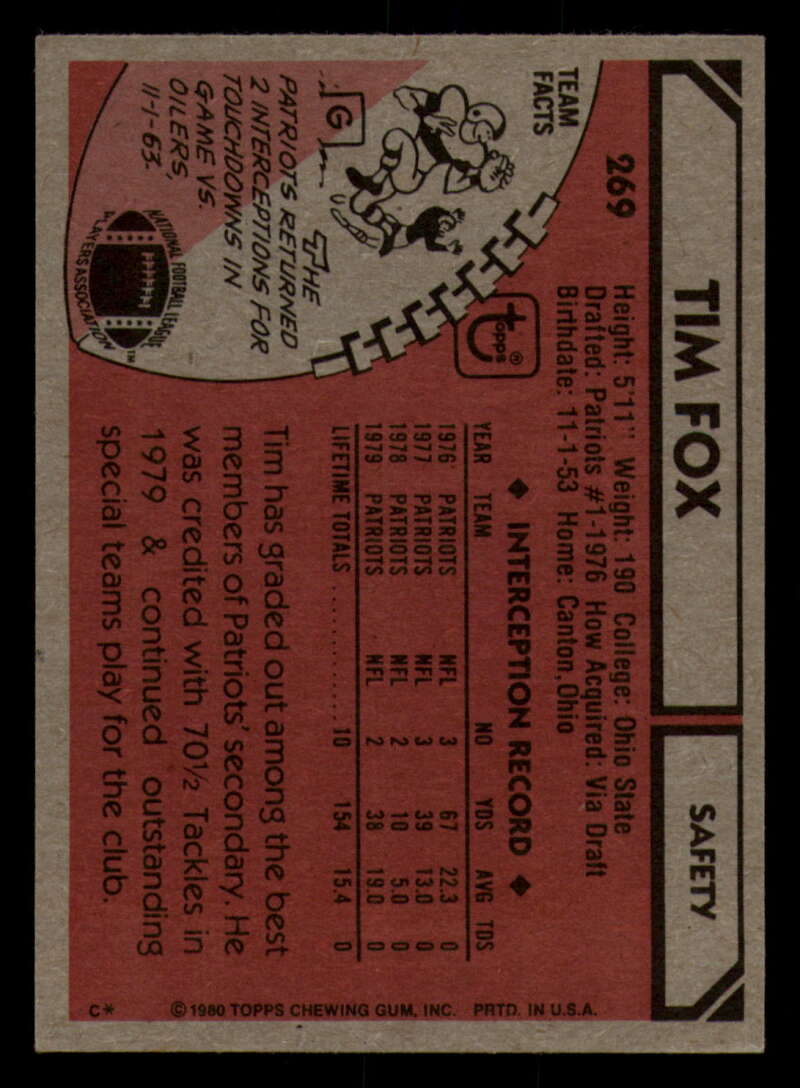 TIM FOX
SAFETY
269
Height: 5'11" Weight: 190 College: Ohio State
Drafted: Patriots #1-1976 How Acquired: Via Draft
Birthdate: 11-1-53 Home: Canton, Ohio
TEAM
FACTS
G
THE
PATRIOTS RETURNED
2 INTERCEPTIONS FOR
TOUCHDOWNS IN
GAME VS.
OILERS,
11-1-63.
NATIONAL FOOTBALL LEAGUE
PLAYERS ASSOCIATION™
topps®
◆ INTERCEPTION RECORD ◆
YEAR TEAM NO YDS AVG TDS
1976 PATRIOTS NFL 3 67 22.3 0
1977 PATRIOTS NFL 3 39 13.0 0
1978 PATRIOTS NFL 2 10 5.0 0
1979 PATRIOTS NFL 2 38 19.0 0
LIFETIME TOTALS ............ 10 154 15.4 0
Tim has graded out among the best
members of Patriots' secondary. He
was credited with 70½ Tackles in
1979 & continued outstanding
special teams play for the club.
©1980 TOPPS CHEWING GUM, INC. PRTD. IN U.S.A.
C*